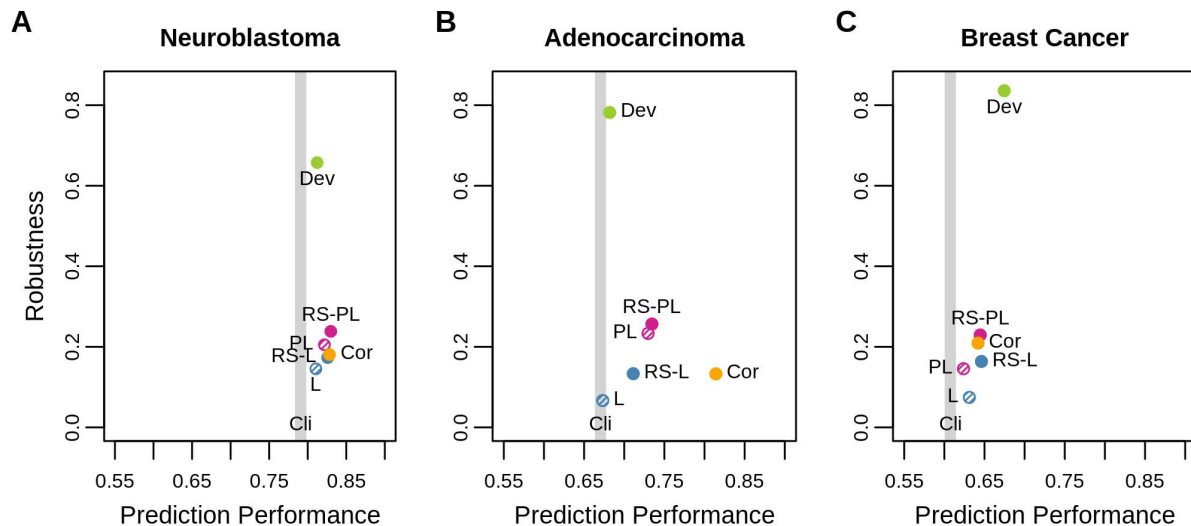 A
Neuroblastoma
B
Adenocarcinoma
C
Breast Cancer
Robustness
0.8
0.6
0.4
0.2
0.0
Dev
RS-PL
PL
RS-L
Cor
L
Cli
0.55
0.65
0.75
0.85
Prediction Performance
0.8
0.6
0.4
0.2
0.0
Dev
RS-PL
PL
RS-L
Cor
L
Cli
0.55
0.65
0.75
0.85
Prediction Performance
0.8
0.6
0.4
0.2
0.0
Dev
RS-PL
Cor
RS-L
PL
L
Cli
0.55
0.65
0.75
0.85
Prediction Performance